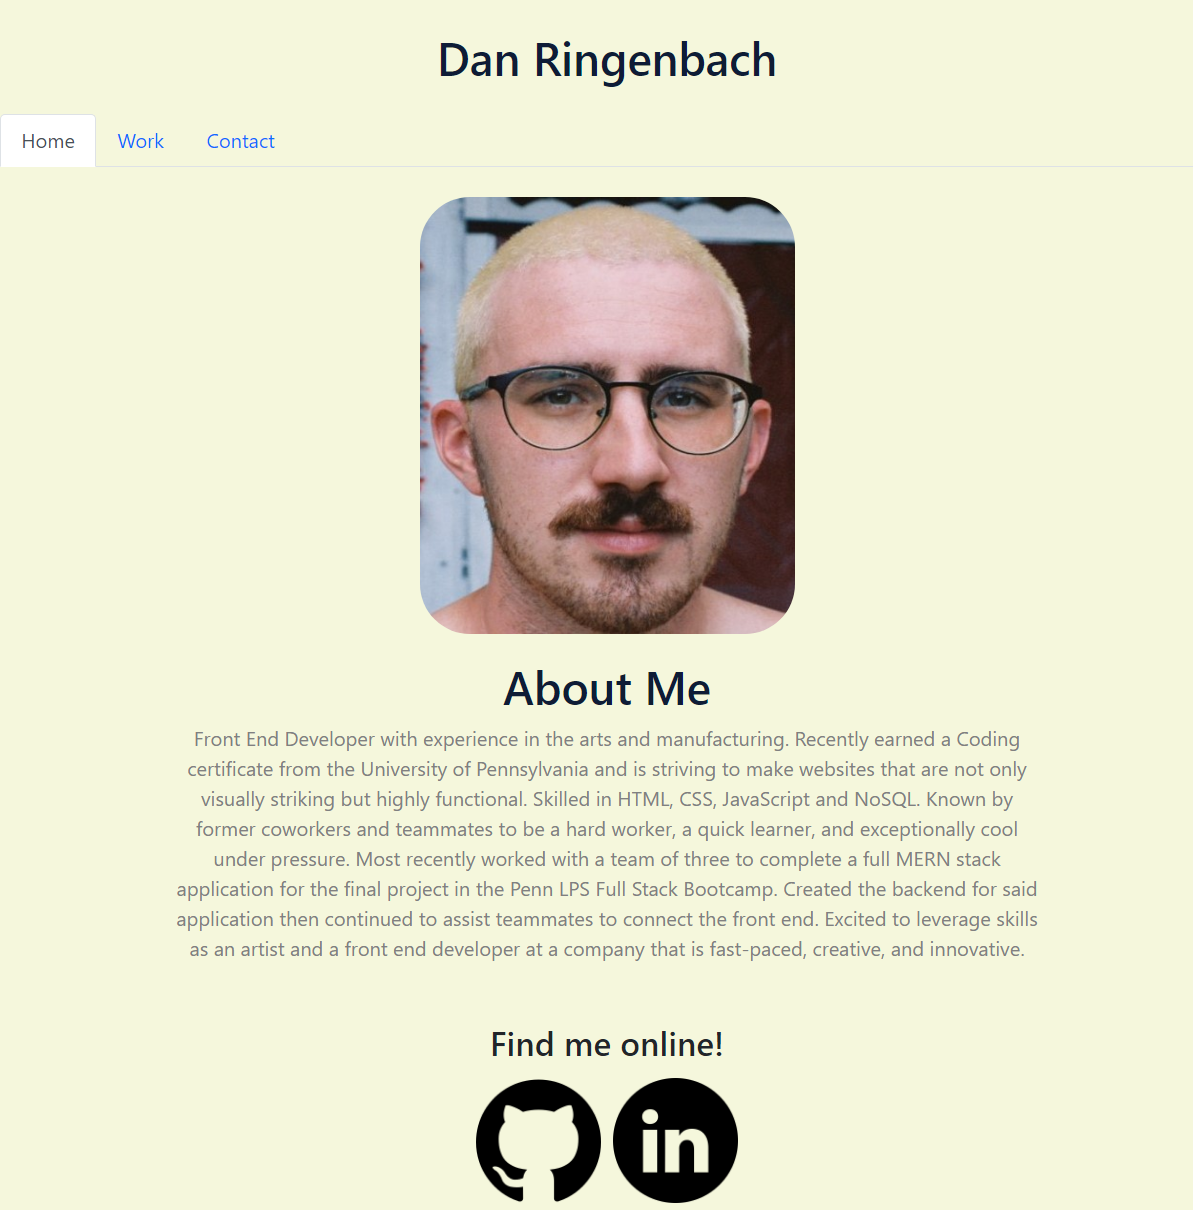 Dan Ringenbach
Home Work Contact
About Me
Front End Developer with experience in the arts and manufacturing. Recently earned a Coding
certificate from the University of Pennsylvania and is striving to make websites that are not only
visually striking but highly functional. Skilled in HTML, CSS, JavaScript and NoSQL. Known by
former coworkers and teammates to be a hard worker, a quick learner, and exceptionally cool
under pressure. Most recently worked with a team of three to complete a full MERN stack
application for the final project in the Penn LPS Full Stack Bootcamp. Created the backend for said
application then continued to assist teammates to connect the front end. Excited to leverage skills
as an artist and a front end developer at a company that is fast-paced, creative, and innovative.
Find me online!
in